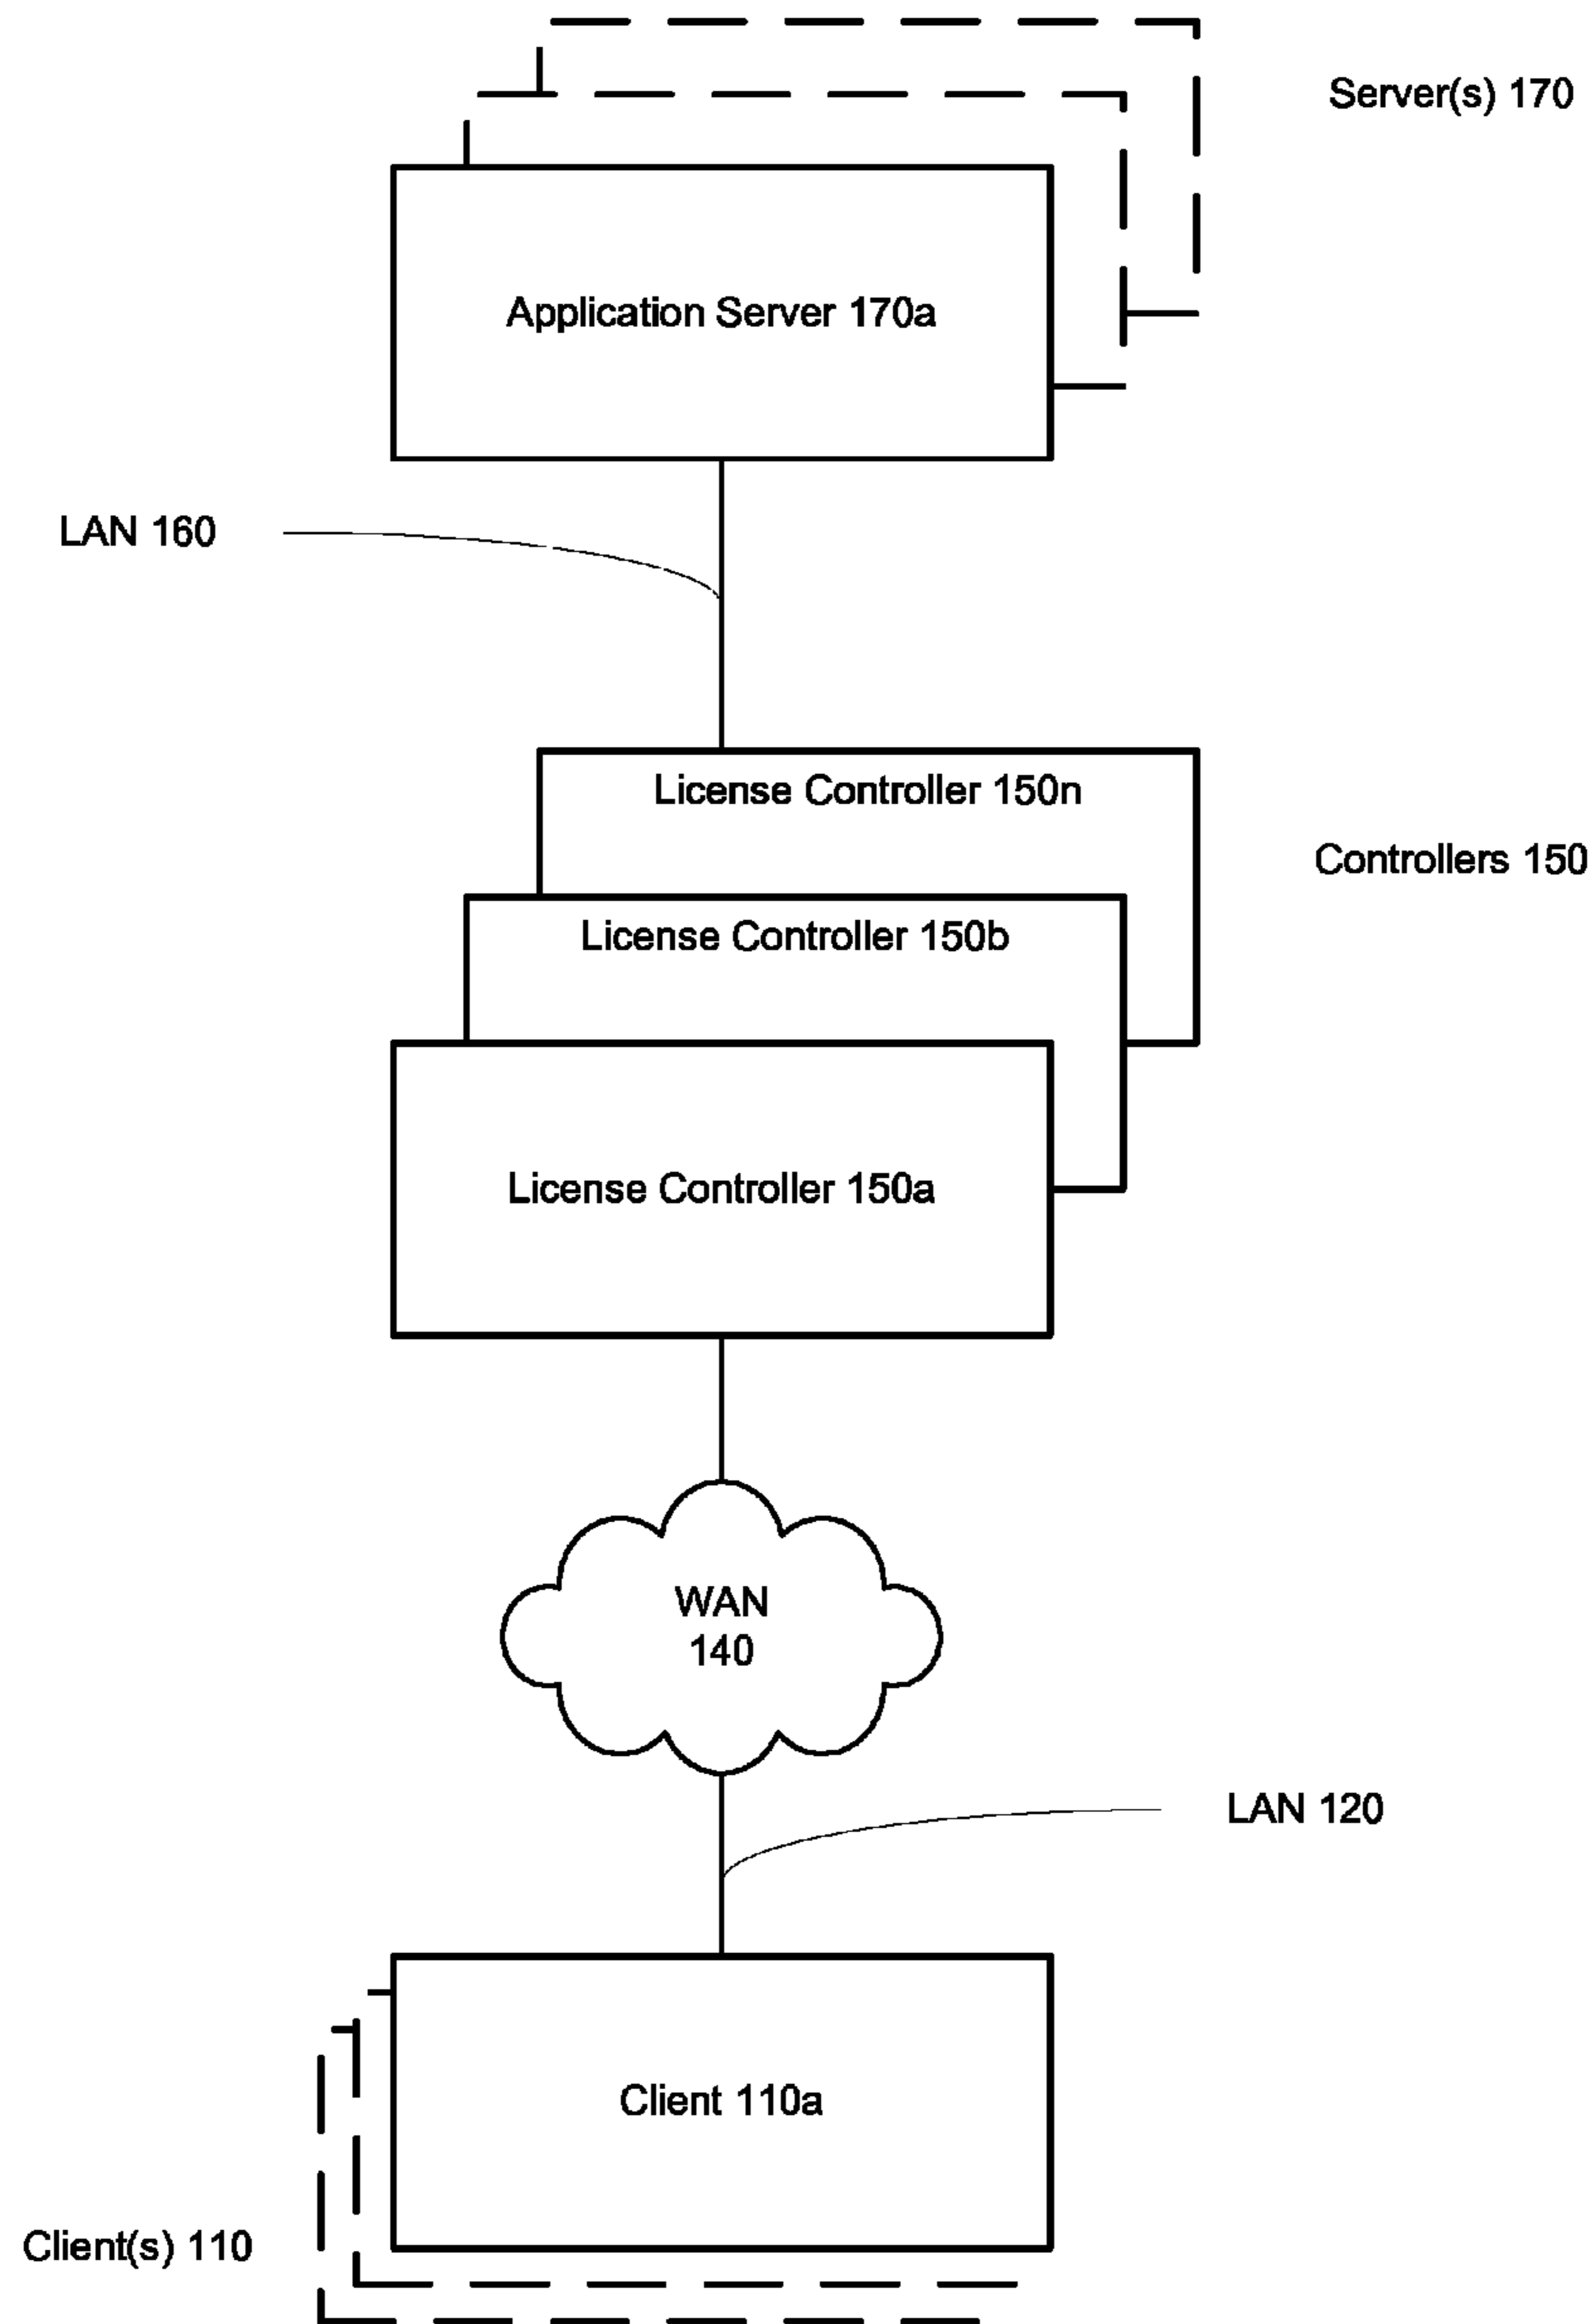 Server(s) 170
Application Server 170a
LAN 160
License Controller 150n
Controllers 150
License Controller 150b
License Controller 150a
WAN
140
LAN 120
Client 110a
Client(s) 110